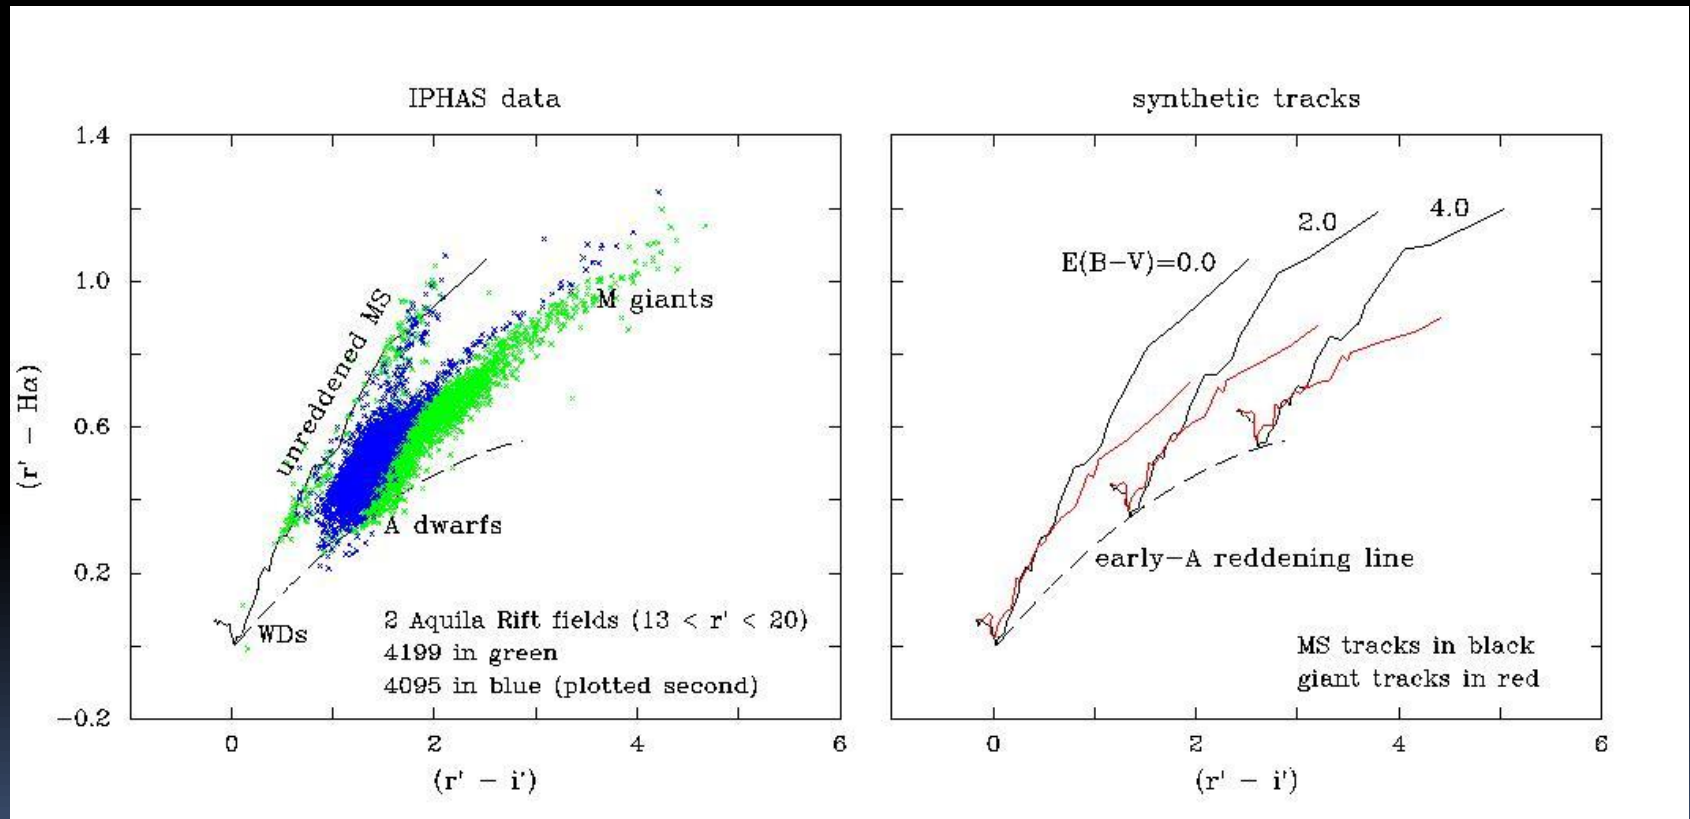 IPHAS data
1.4
1.0
0.6
0.2
-0.2
(r' - Hα)
unreddened MS
M giants
A dwarfs
WDs
2 Aquila Rift fields (13 < r' < 20)
4199 in green
4095 in blue (plotted second)
0 2 4 6
(r' - i')
synthetic tracks
E(B-V)=0.0
2.0
4.0
early-A reddening line
MS tracks in black
giant tracks in red
0 2 4 6
(r' - i')